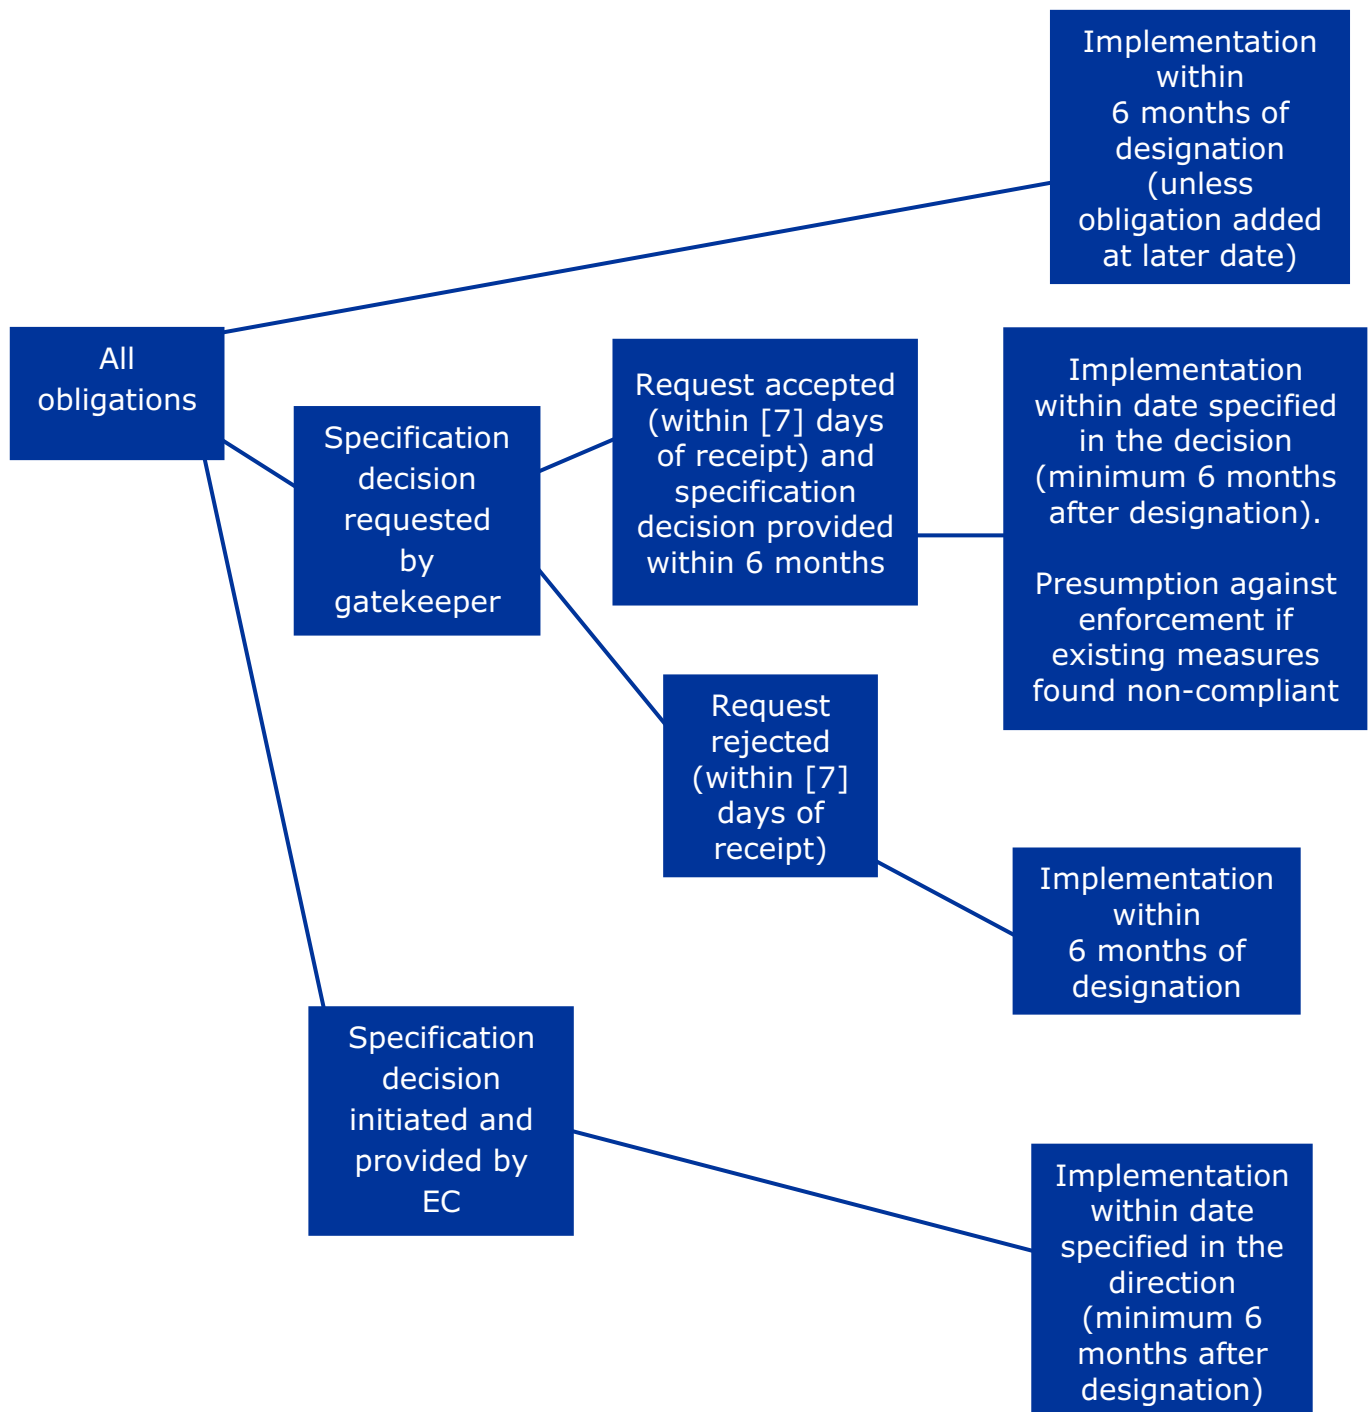 Implementation
within
6 months of
designation
(unless
obligation added
at later date)
All
obligations
Specification
decision
requested
by
gatekeeper
Request accepted
(within [7] days
of receipt) and
specification
decision provided
within 6 months
Implementation
within date specified
in the decision
(minimum 6 months
after designation).
Presumption against
enforcement if
existing measures
found non-compliant
Request
rejected
(within [7]
days of
receipt)
Implementation
within
6 months of
designation
Specification
decision
initiated and
provided by
EC
Implementation
within date
specified in the
direction
(minimum 6
months after
designation)